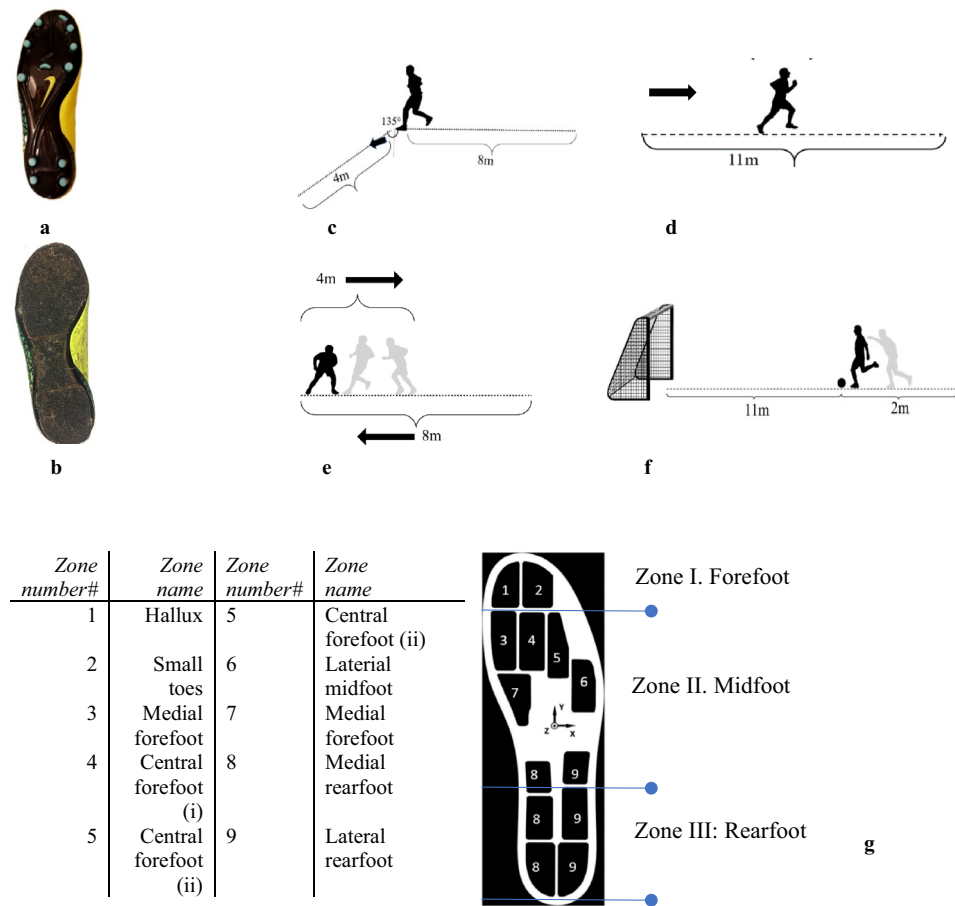 a
b
135°
4m
8m
c
11m
d
4m
8m
e
11m
2m
f
Zone number# Zone name Zone number# Zone name
1 Hallux 5 Central forefoot (ii)
2 Small toes 6 Laterial midfoot
3 Medial forefoot 7 Medial forefoot
4 Central forefoot (i) 8 Medial rearfoot
5 Central forefoot (ii) 9 Lateral rearfoot
1 2
3 4
5
6
7
Y
Z X
8 9
8 9
8 9
Zone I. Forefoot
Zone II. Midfoot
Zone III: Rearfoot
g